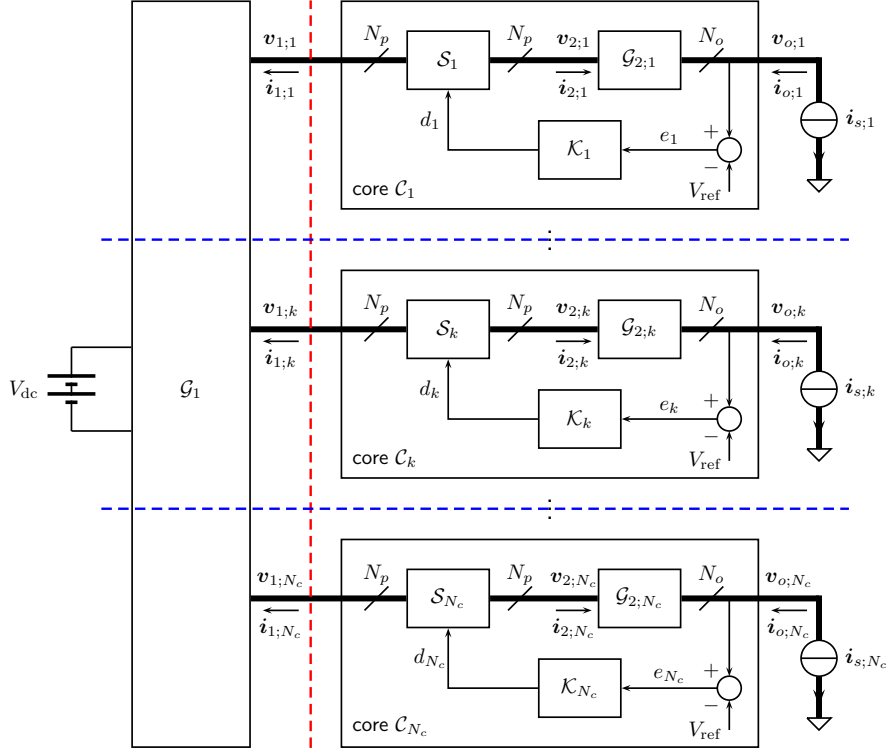 V_dc
𝒢_1
𝒗_{1;1} N_p 𝒮_1 N_p 𝒗_{2;1} 𝒢_{2;1} N_o 𝒗_{o;1}
𝒊_{1;1} 𝒊_{2;1} 𝒊_{o;1}
d_1 𝒦_1 e_1 + − 𝒊_{s;1}
core 𝒞_1 V_ref
⋮
𝒗_{1;k} N_p 𝒮_k N_p 𝒗_{2;k} 𝒢_{2;k} N_o 𝒗_{o;k}
𝒊_{1;k} 𝒊_{2;k} 𝒊_{o;k}
d_k 𝒦_k e_k + − 𝒊_{s;k}
core 𝒞_k V_ref
⋮
𝒗_{1;N_c} N_p 𝒮_{N_c} N_p 𝒗_{2;N_c} 𝒢_{2;N_c} N_o 𝒗_{o;N_c}
𝒊_{1;N_c} 𝒊_{2;N_c} 𝒊_{o;N_c}
d_{N_c} 𝒦_{N_c} e_{N_c} + − 𝒊_{s;N_c}
core 𝒞_{N_c} V_ref